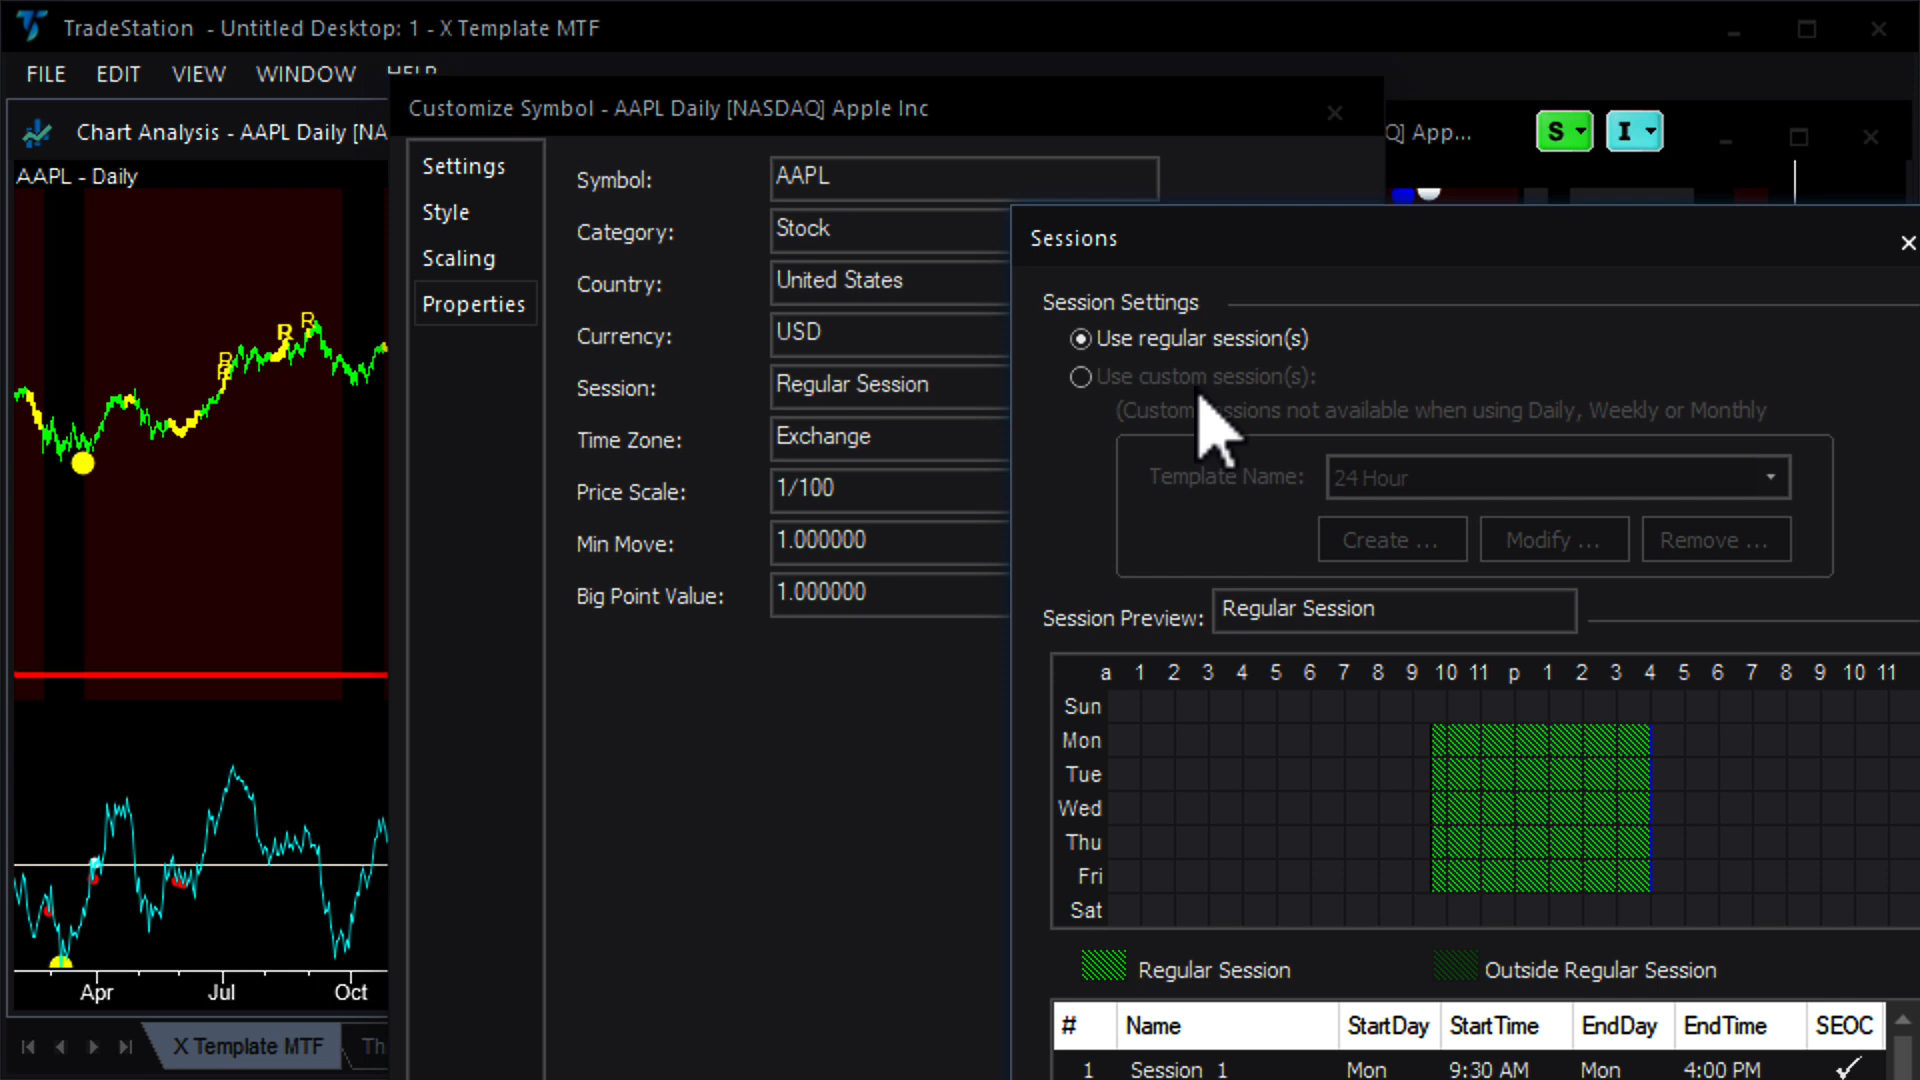 TradeStation - Untitled Desktop: 1 - X Template MTF
FILE EDIT VIEW WINDOW HELP
Chart Analysis - AAPL Daily [NA
Q] App...
S
I
AAPL - Daily
R
R
R
R
R
Apr Jul Oct
X Template MTF
Th
Customize Symbol - AAPL Daily [NASDAQ] Apple Inc
Settings
Style
Scaling
Properties
Symbol: AAPL
Category: Stock
Country: United States
Currency: USD
Session: Regular Session
Time Zone: Exchange
Price Scale: 1/100
Min Move: 1.000000
Big Point Value: 1.000000
Sessions
Session Settings
Use regular session(s)
Use custom session(s):
(Custom sessions not available when using Daily, Weekly or Monthly
Template Name: 24 Hour
Create ... Modify ... Remove ...
Session Preview: Regular Session
a 1 2 3 4 5 6 7 8 9 10 11 p 1 2 3 4 5 6 7 8 9 10 11
Sun
Mon
Tue
Wed
Thu
Fri
Sat
Regular Session Outside Regular Session
# Name StartDay StartTime EndDay EndTime SEOC
1 Session 1 Mon 9:30 AM Mon 4:00 PM ✓